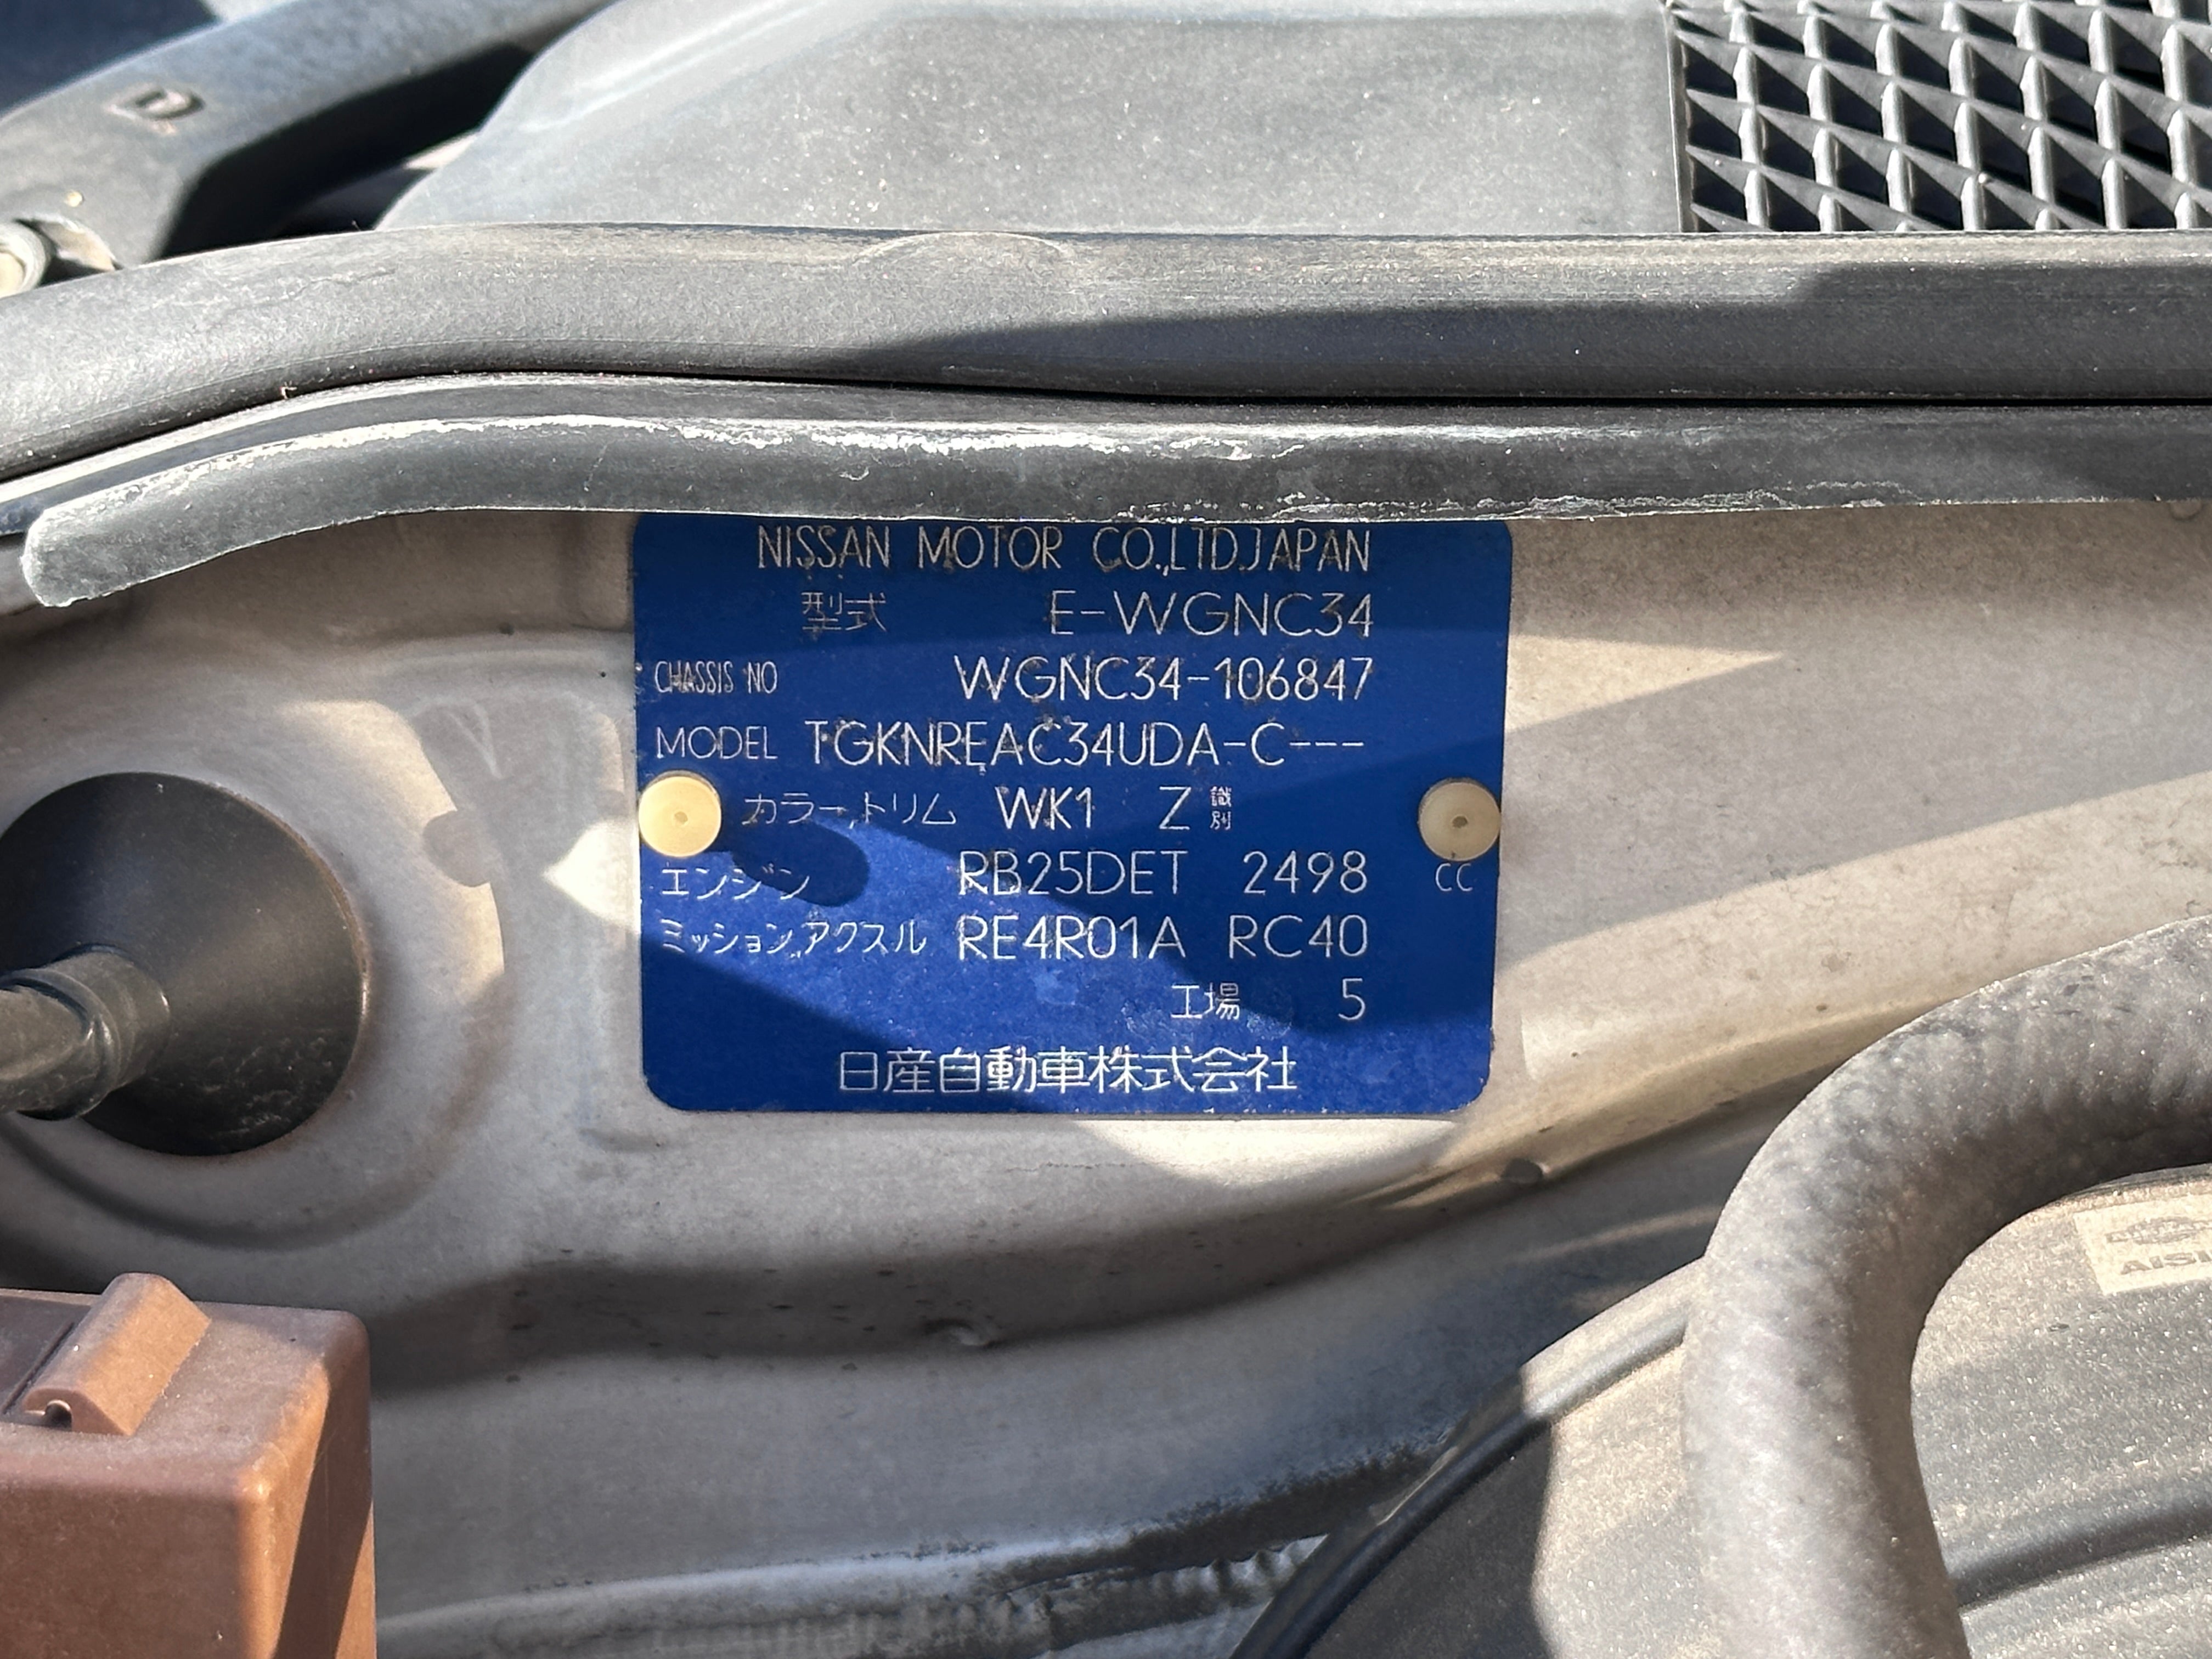 NISSAN MOTOR CO.,LTD.JAPAN
型式 E-WGNC34
CHASSIS NO WGNC34-106847
MODEL TGKNREAC34UDA-C---
カラー,トリム WK1 Z 識別
エンジン RB25DET 2498 CC
ミッション,アクスル RE4R01A RC40
工場 5
日産自動車株式会社